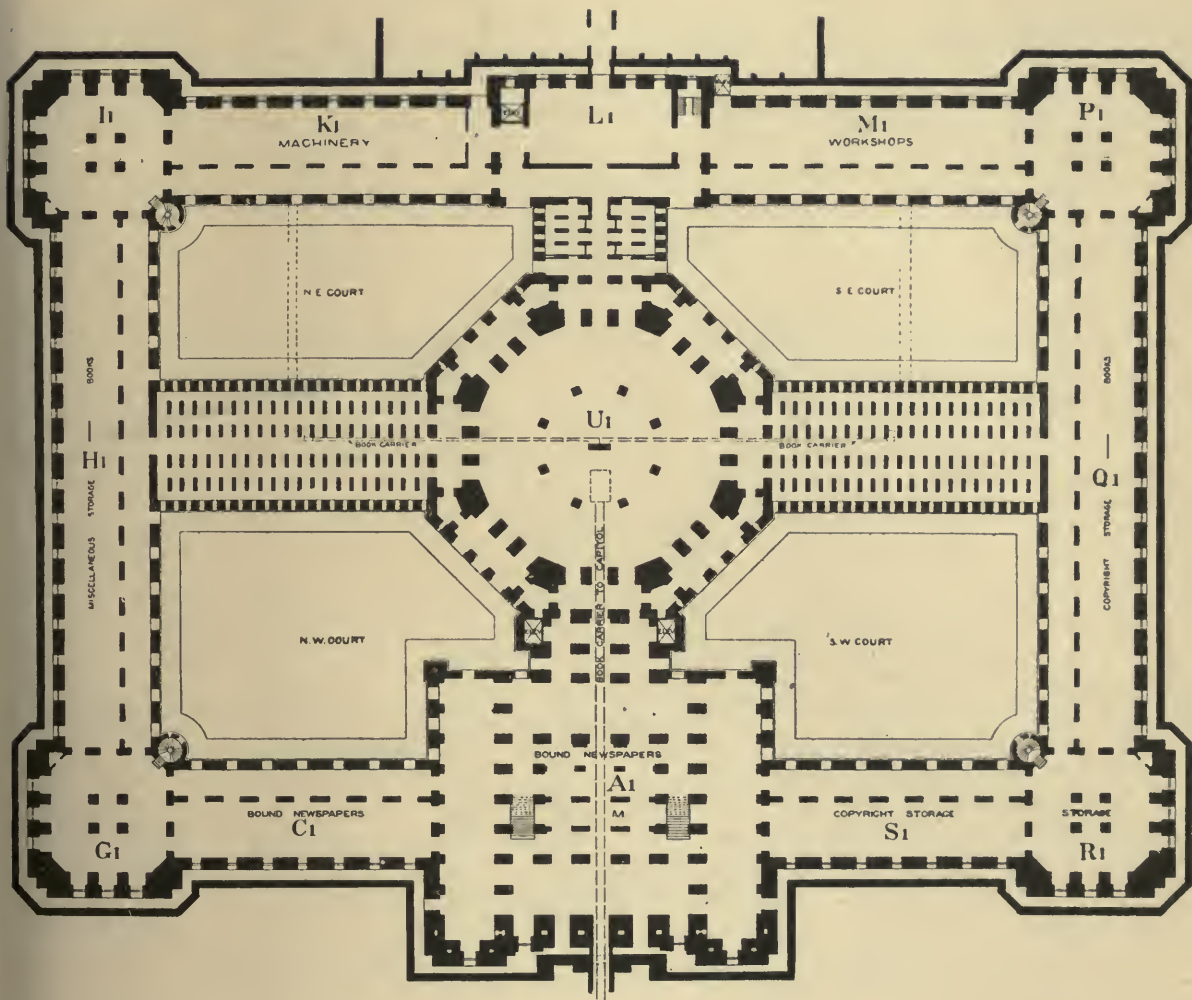 I1
K1
MACHINERY
L1
M1
WORKSHOPS
P1
N E COURT
S E COURT
MISCELLANEOUS STORAGE — BOOKS
H1
BOOK CARRIER
U1
BOOK CARRIER
COPYRIGHT STORAGE — BOOKS
Q1
BOOK CARRIER TO CAPITOL
N.W. COURT
S.W COURT
BOUND NEWSPAPERS
A1
M
BOUND NEWSPAPERS
C1
COPYRIGHT STORAGE
S1
STORAGE
R1
G1